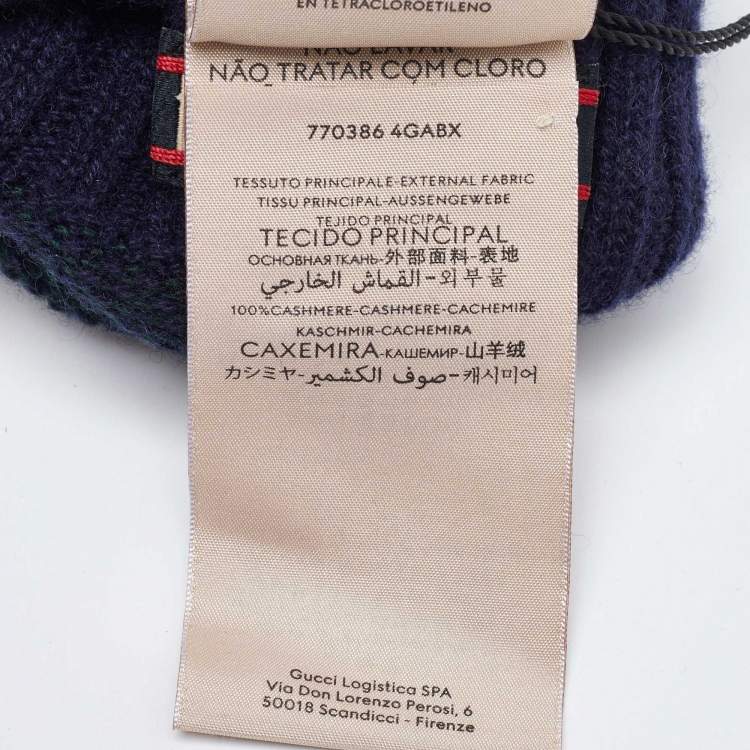 EN TETRACLOROETILENO
NÃO LAVAR
NÃO TRATAR COM CLORO
770386 4GABX
TESSUTO PRINCIPALE-EXTERNAL FABRIC
TISSU PRINCIPAL-AUSSENGEWEBE
TEJIDO PRINCIPAL
TECIDO PRINCIPAL
ОСНОВНАЯ ТКАНЬ-外部面料-表地
القماش الخارجي-외부물
100%CASHMERE-CASHMERE-CACHEMIRE
KASCHMIR-CACHEMIRA
CAXEMIRA-КАШЕМИР-山羊绒
カシミヤ-صوف الكشمير-캐시미어
Gucci Logistica SPA
Via Don Lorenzo Perosi, 6
50018 Scandicci - Firenze